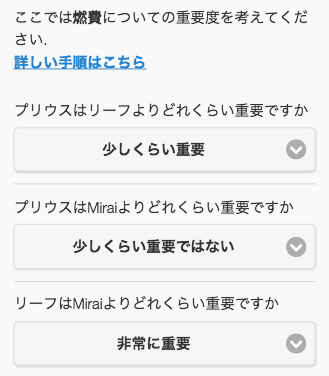 ここでは燃費についての重要度を考えてくだ
さい.
詳しい手順はこちら
プリウスはリーフよりどれくらい重要ですか
少しくらい重要
プリウスはMiraiよりどれくらい重要ですか
少しくらい重要ではない
リーフはMiraiよりどれくらい重要ですか
非常に重要